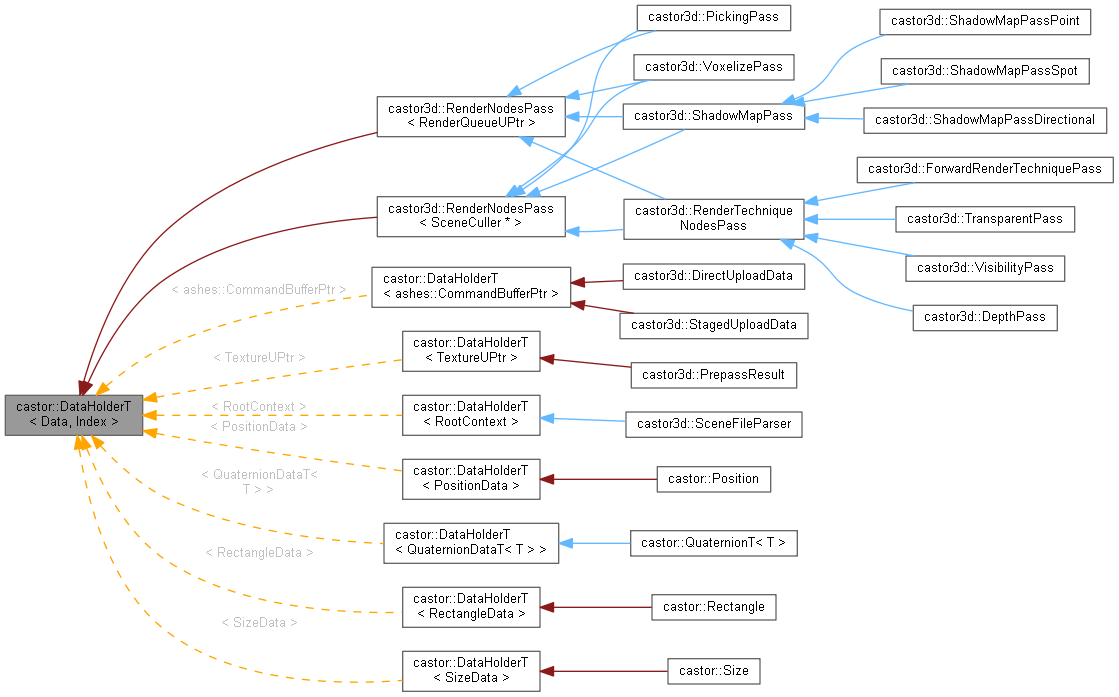 castor3d::PickingPass
castor3d::ShadowMapPassPoint
castor3d::VoxelizePass
castor3d::ShadowMapPassSpot
castor3d::RenderNodesPass
< RenderQueueUPtr >
castor3d::ShadowMapPass
castor3d::ShadowMapPassDirectional
castor3d::ForwardRenderTechniquePass
castor3d::RenderNodesPass
< SceneCuller * >
castor3d::RenderTechnique
NodesPass
castor3d::TransparentPass
castor3d::VisibilityPass
castor3d::DepthPass
< ashes::CommandBufferPtr >
castor::DataHolderT
< ashes::CommandBufferPtr >
castor3d::DirectUploadData
castor3d::StagedUploadData
< TextureUPtr >
castor::DataHolderT
< TextureUPtr >
castor3d::PrepassResult
castor::DataHolderT
< Data, Index >
< RootContext >
castor::DataHolderT
< RootContext >
castor3d::SceneFileParser
< PositionData >
castor::DataHolderT
< PositionData >
castor::Position
< QuaternionDataT<
T > >
castor::DataHolderT
< QuaternionDataT< T > >
castor::QuaternionT< T >
< RectangleData >
castor::DataHolderT
< RectangleData >
castor::Rectangle
< SizeData >
castor::DataHolderT
< SizeData >
castor::Size